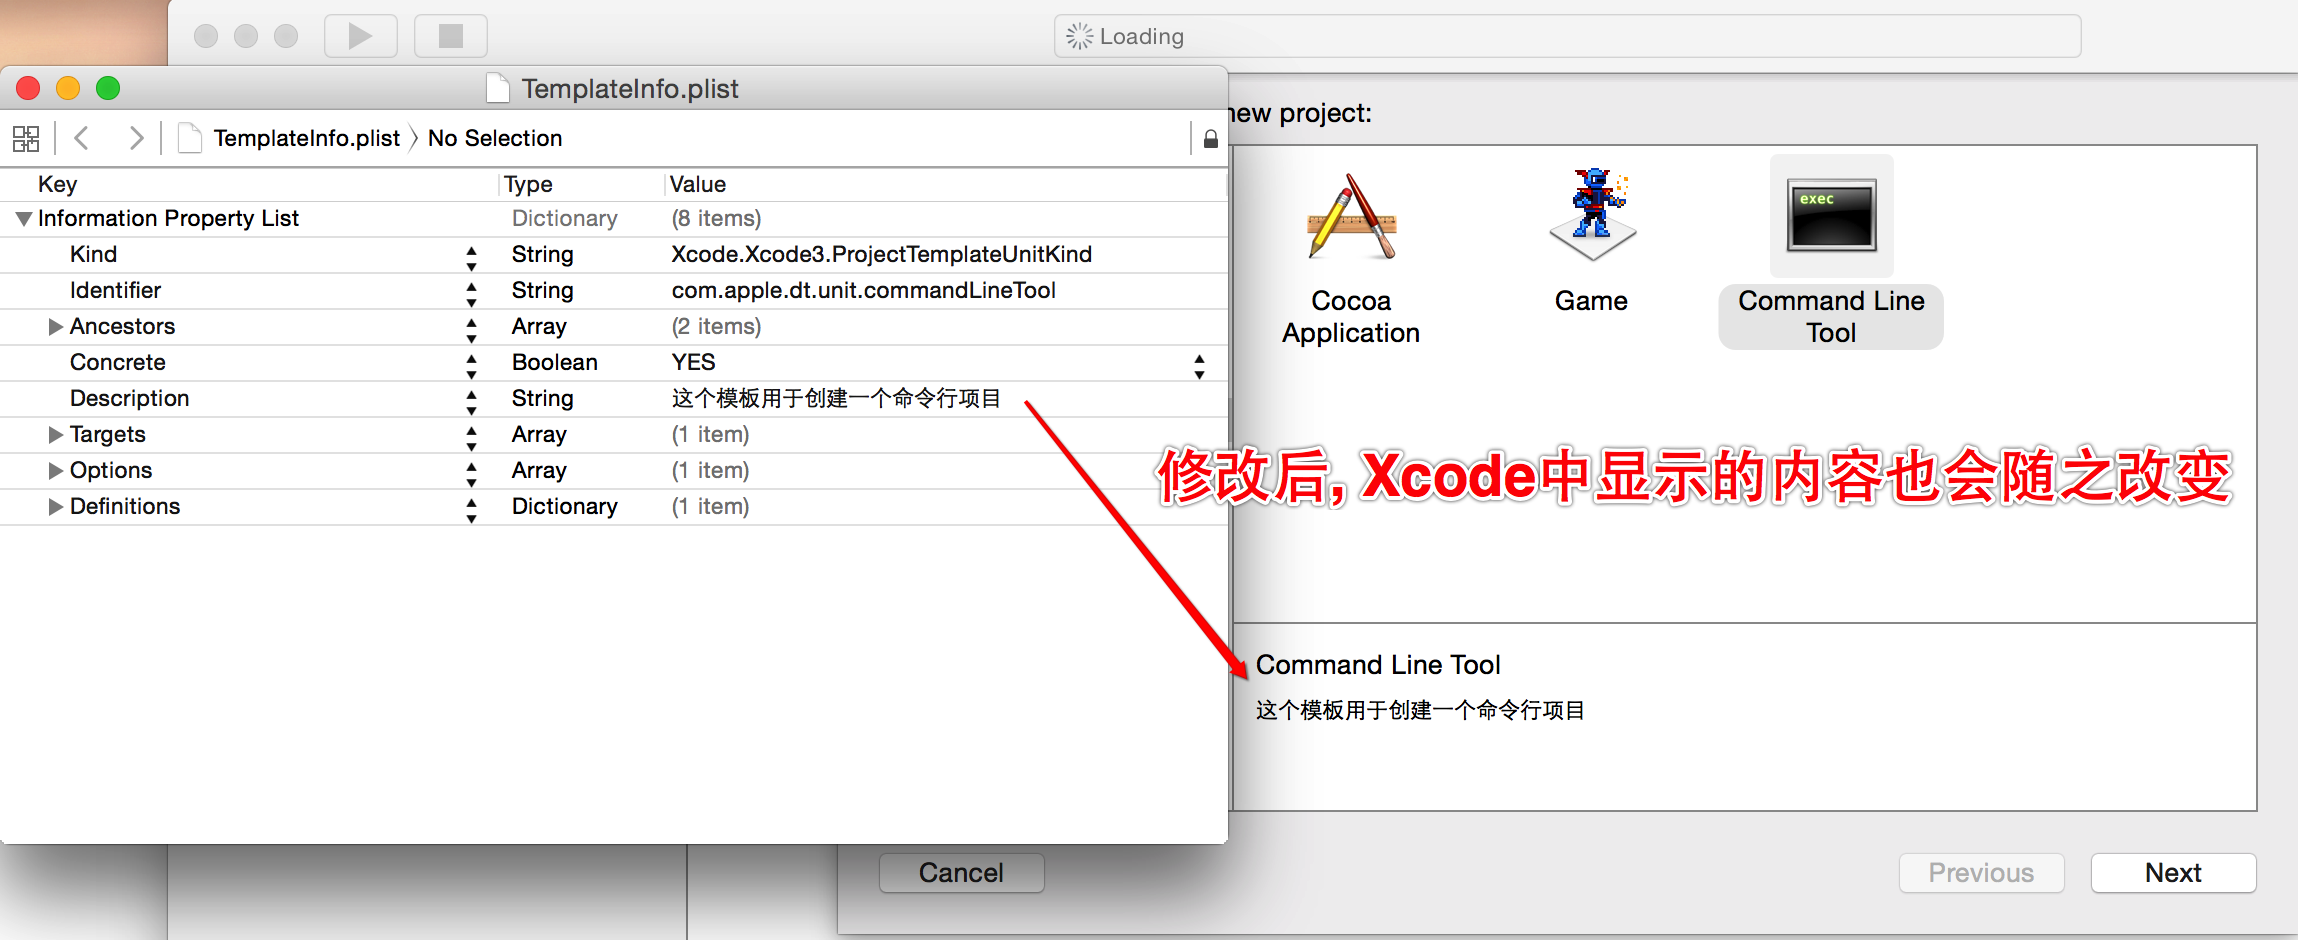 Loading
TemplateInfo.plist
TemplateInfo.plist No Selection
Key Type Value
Information Property List Dictionary (8 items)
Kind String Xcode.Xcode3.ProjectTemplateUnitKind
Identifier String com.apple.dt.unit.commandLineTool
Ancestors Array (2 items)
Concrete Boolean YES
Description String 这个模板用于创建一个命令行项目
Targets Array (1 item)
Options Array (1 item)
Definitions Dictionary (1 item)
new project:
exec
Cocoa
Application
Game
Command Line
Tool
修改后, Xcode中显示的内容也会随之改变
Command Line Tool
这个模板用于创建一个命令行项目
Cancel
Previous
Next